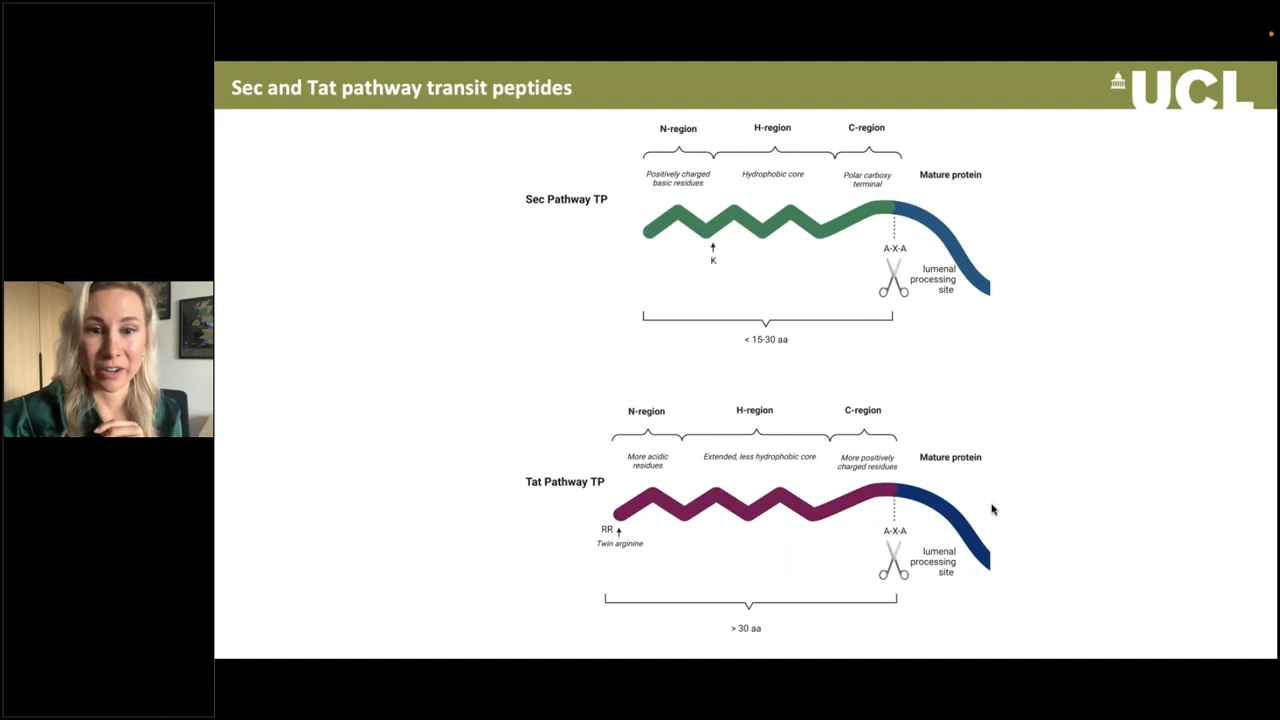 Sec and Tat pathway transit peptides
UCL
N-region
H-region
C-region
Positively charged
basic residues
Hydrophobic core
Polar carboxy
terminal
Mature protein
Sec Pathway TP
K
A-X-A
lumenal
processing
site
< 15-30 aa
N-region
H-region
C-region
More acidic
residues
Extended, less hydrophobic core
More positively
charged residues
Mature protein
Tat Pathway TP
RR
Twin arginine
A-X-A
lumenal
processing
site
> 30 aa